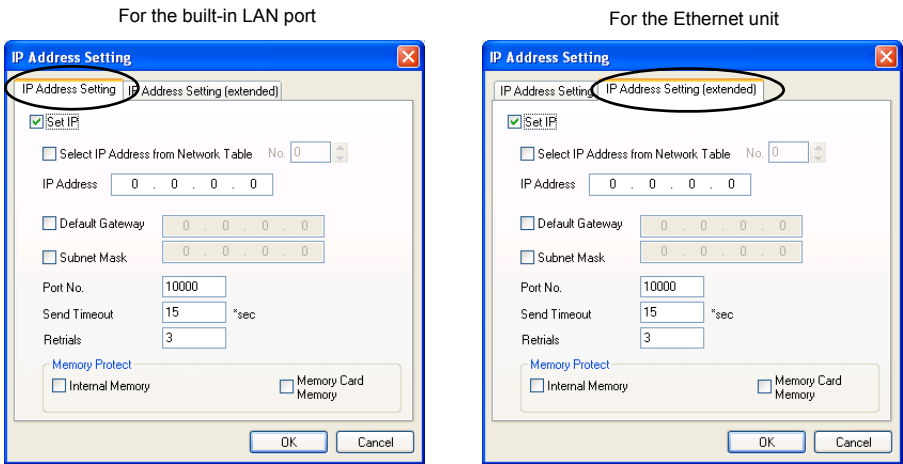 For the built-in LAN port
IP Address Setting
IP Address Setting IP Address Setting (extended)
Set IP
Select IP Address from Network Table No. 0
IP Address 0 . 0 . 0 . 0
Default Gateway 0 . 0 . 0 . 0
Subnet Mask 0 . 0 . 0 . 0
Port No. 10000
Send Timeout 15 *sec
Retrials 3
Memory Protect
Internal Memory
Memory Card
Memory
OK Cancel
For the Ethernet unit
IP Address Setting
IP Address Setting IP Address Setting (extended)
Set IP
Select IP Address from Network Table No. 0
IP Address 0 . 0 . 0 . 0
Default Gateway 0 . 0 . 0 . 0
Subnet Mask 0 . 0 . 0 . 0
Port No. 10000
Send Timeout 15 *sec
Retrials 3
Memory Protect
Internal Memory
Memory Card
Memory
OK Cancel